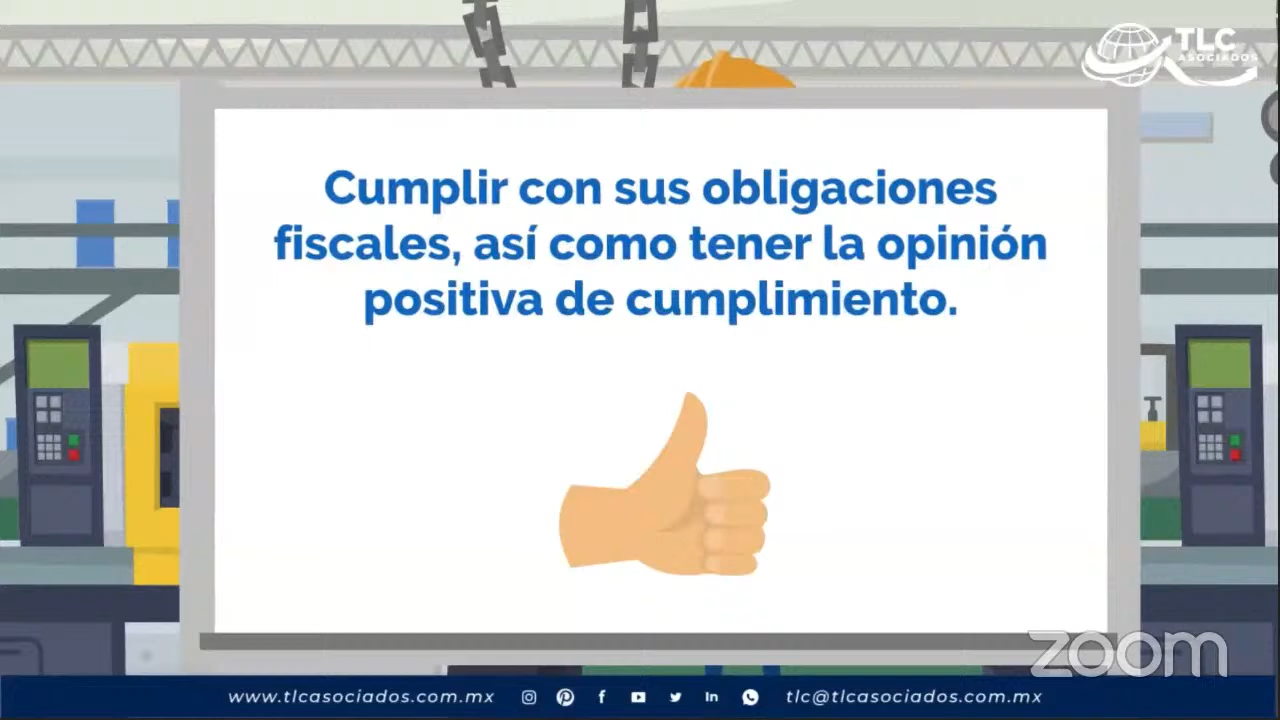 TLC
ASOCIADOS
Cumplir con sus obligaciones
fiscales, así como tener la opinión
positiva de cumplimiento.
zoom
www.tlcasociados.com.mx tlc@tlcasociados.com.mx